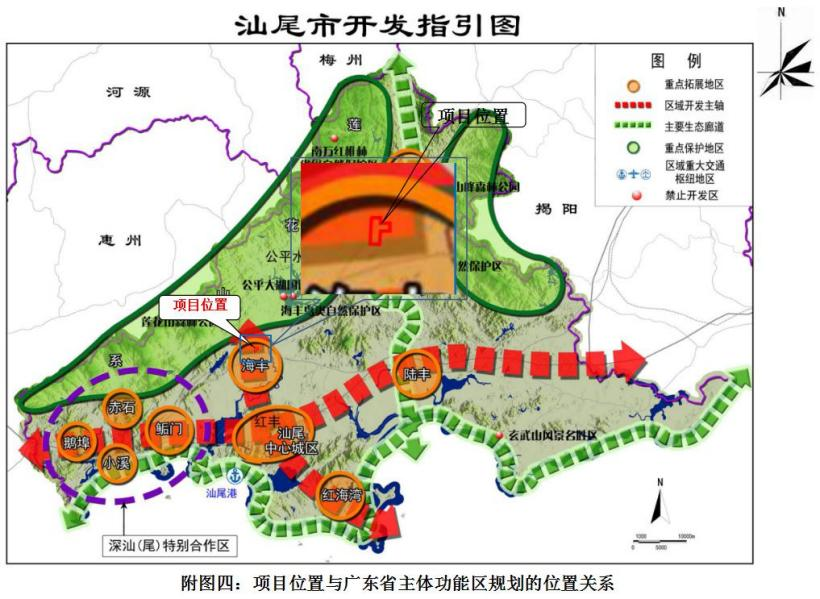 汕尾市开发指引图
N
梅州
河源
惠州
揭阳
图 例
重点拓展地区
区域开发主轴
主要生态廊道
重点保护地区
区域重大交通
枢纽地区
禁止开发区
项目位置
莲
花
系
公平水
公平大湖
海丰鸟类自然保护区
然保护区
项目位置
海丰
陆丰
赤石
鹅埠
鲘门
小溪
红丰
汕尾
中心城区
红海湾
玄武山风景名胜区
汕尾港
深汕(尾)特别合作区
N
1000
10000m
0
5000
附图四：项目位置与广东省主体功能区规划的位置关系